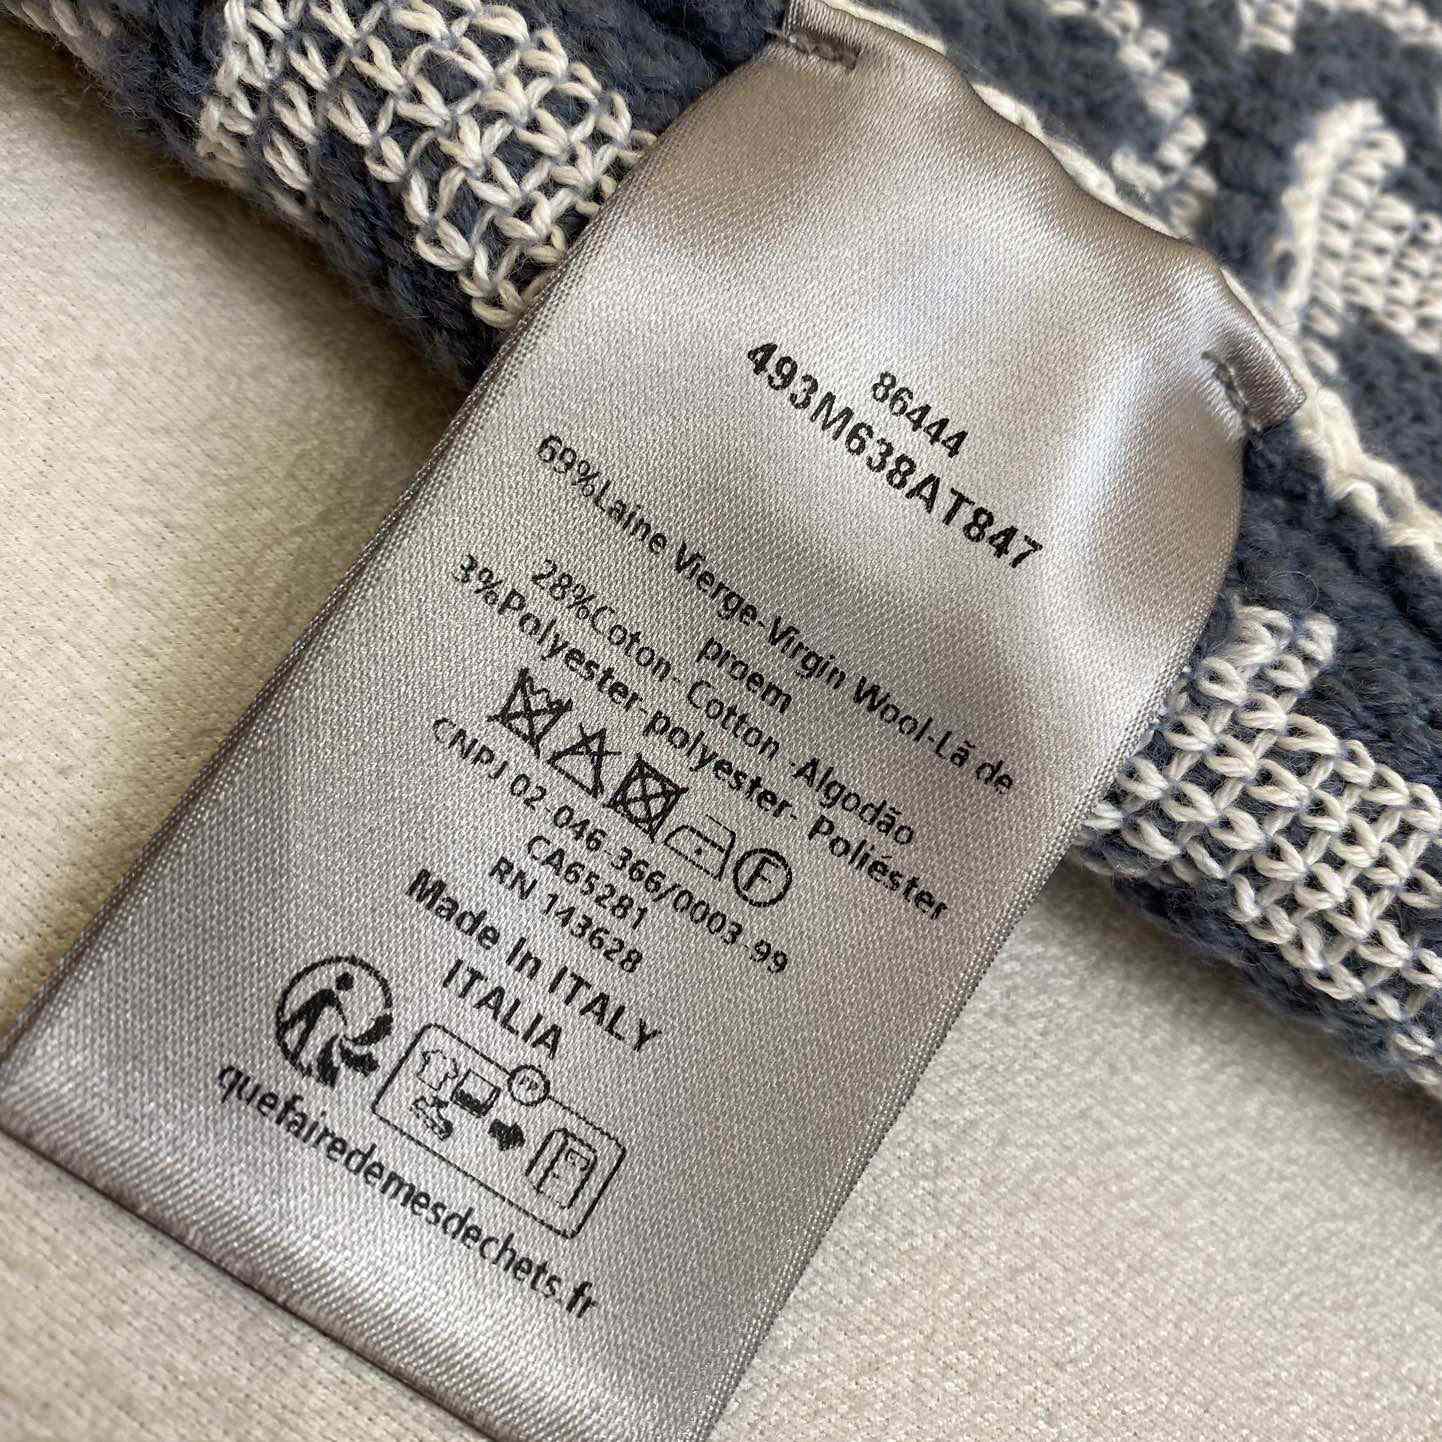 86444
493M638AT847
69%Laine Vierge-Virgin Wool-Lã de
proem
28%Coton- Cotton -Algodão
3%Polyester-polyester- Poliéster
F
CNPJ 02-046-366/0003-99
CA65281
RN 143628
Made In ITALY
ITALIA
quefairedemesdechets.fr